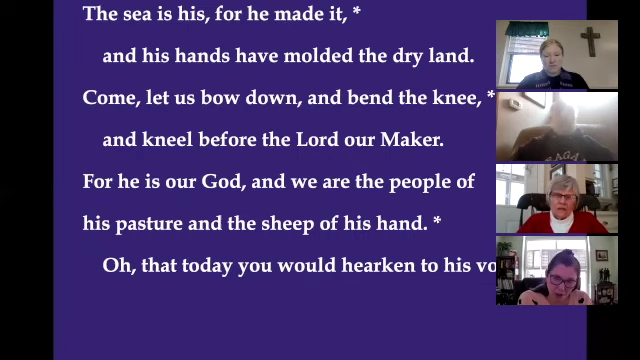 The sea is his, for he made it, *
and his hands have molded the dry land.
Come, let us bow down, and bend the knee, *
and kneel before the Lord our Maker.
For he is our God, and we are the people of
his pasture and the sheep of his hand. *
Oh, that today you would hearken to his vo